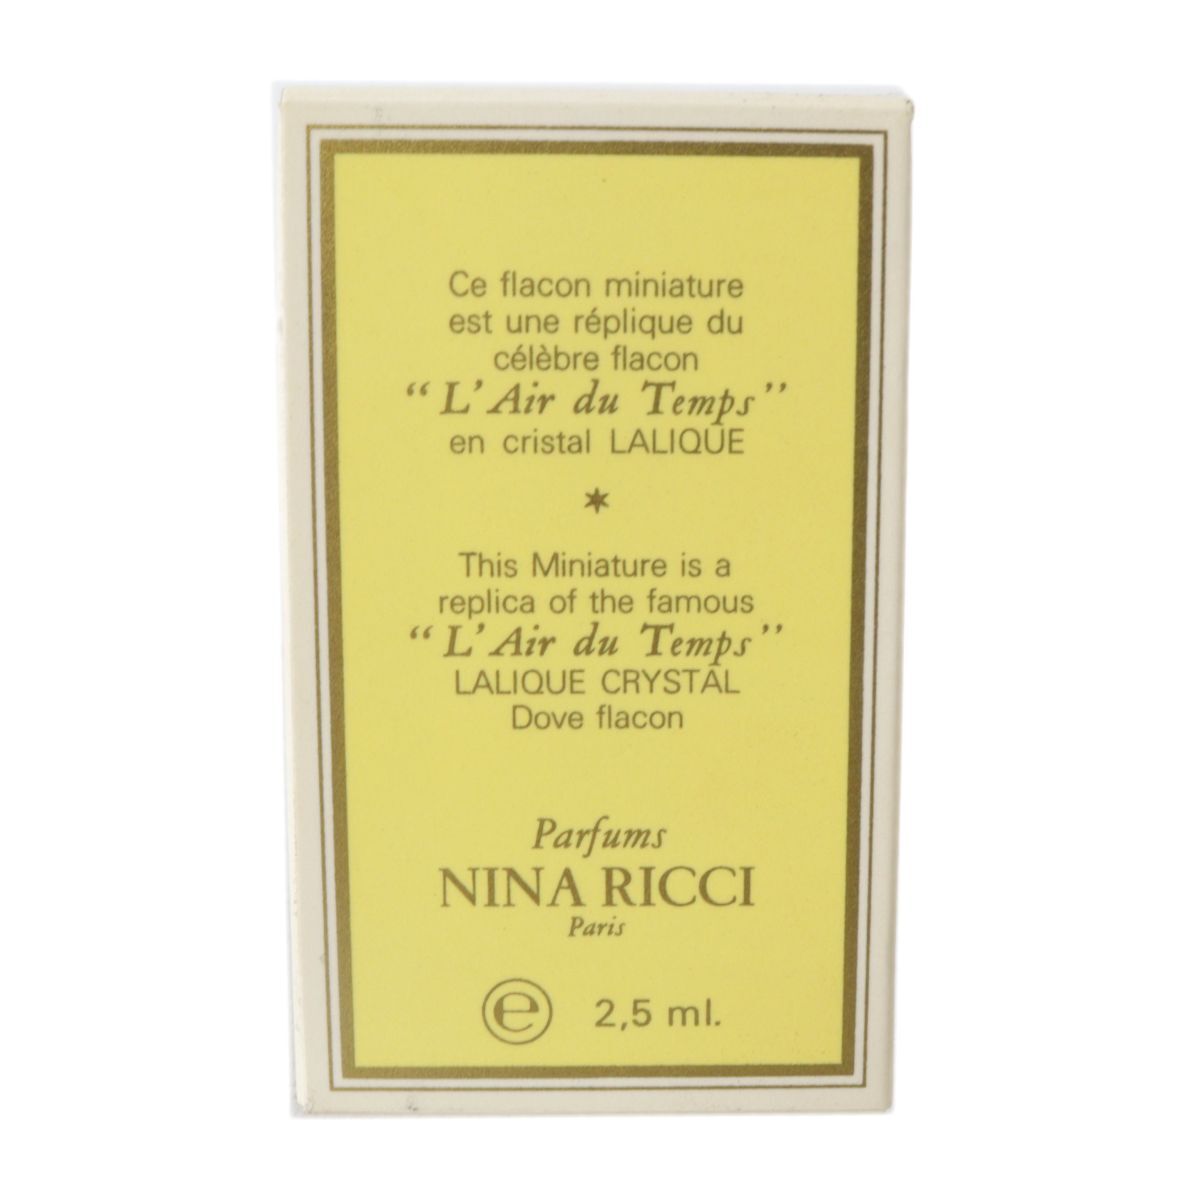 Ce flacon miniature
est une réplique du
célèbre flacon
“L’Air du Temps”
en cristal LALIQUE
✶
This Miniature is a
replica of the famous
“L’Air du Temps”
LALIQUE CRYSTAL
Dove flacon
Parfums
NINA RICCI
Paris
℮ 2,5 ml.